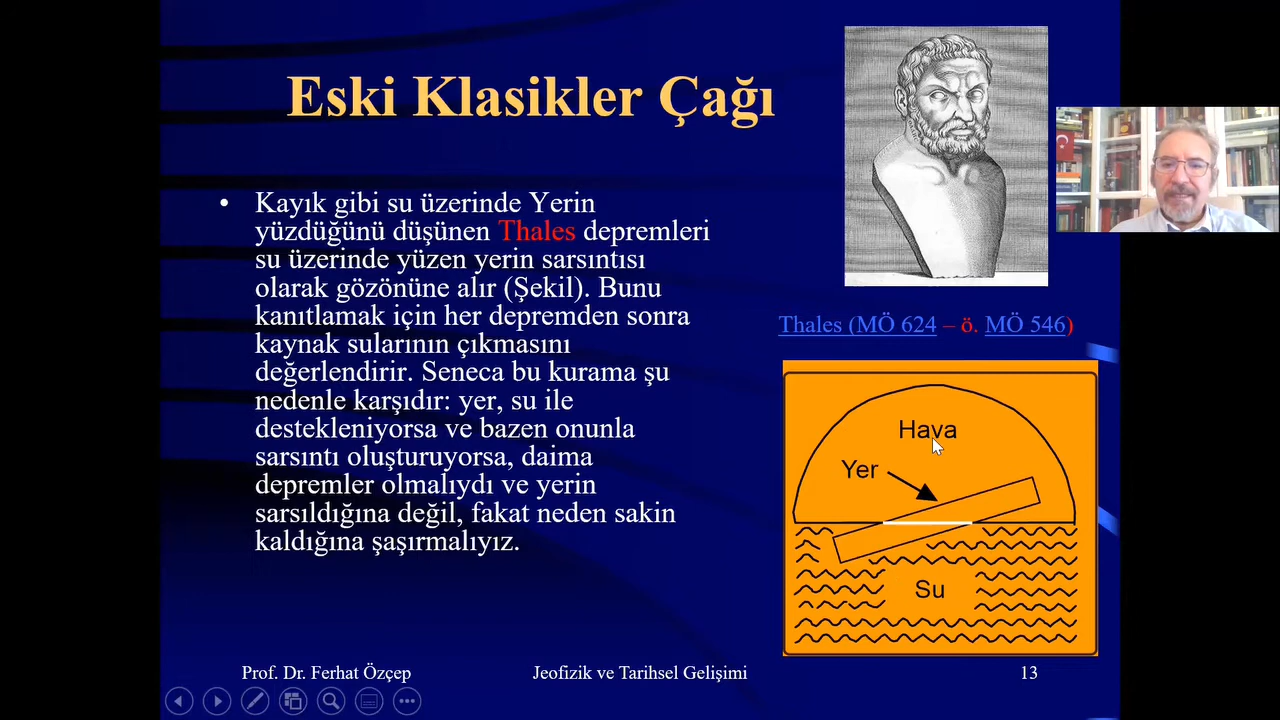 Eski Klasikler Çağı
• Kayık gibi su üzerinde Yerin
yüzdüğünü düşünen Thales depremleri
su üzerinde yüzen yerin sarsıntısı
olarak gözönüne alır (Şekil). Bunu
kanıtlamak için her depremden sonra
kaynak sularının çıkmasını
değerlendirir. Seneca bu kurama şu
nedenle karşıdır: yer, su ile
destekleniyorsa ve bazen onunla
sarsıntı oluşturuyorsa, daima
depremler olmalıydı ve yerin
sarsıldığına değil, fakat neden sakin
kaldığına şaşırmalıyız.
Thales (MÖ 624 – ö. MÖ 546)
Hava
Yer
Su
Prof. Dr. Ferhat Özçep
Jeofizik ve Tarihsel Gelişimi
13